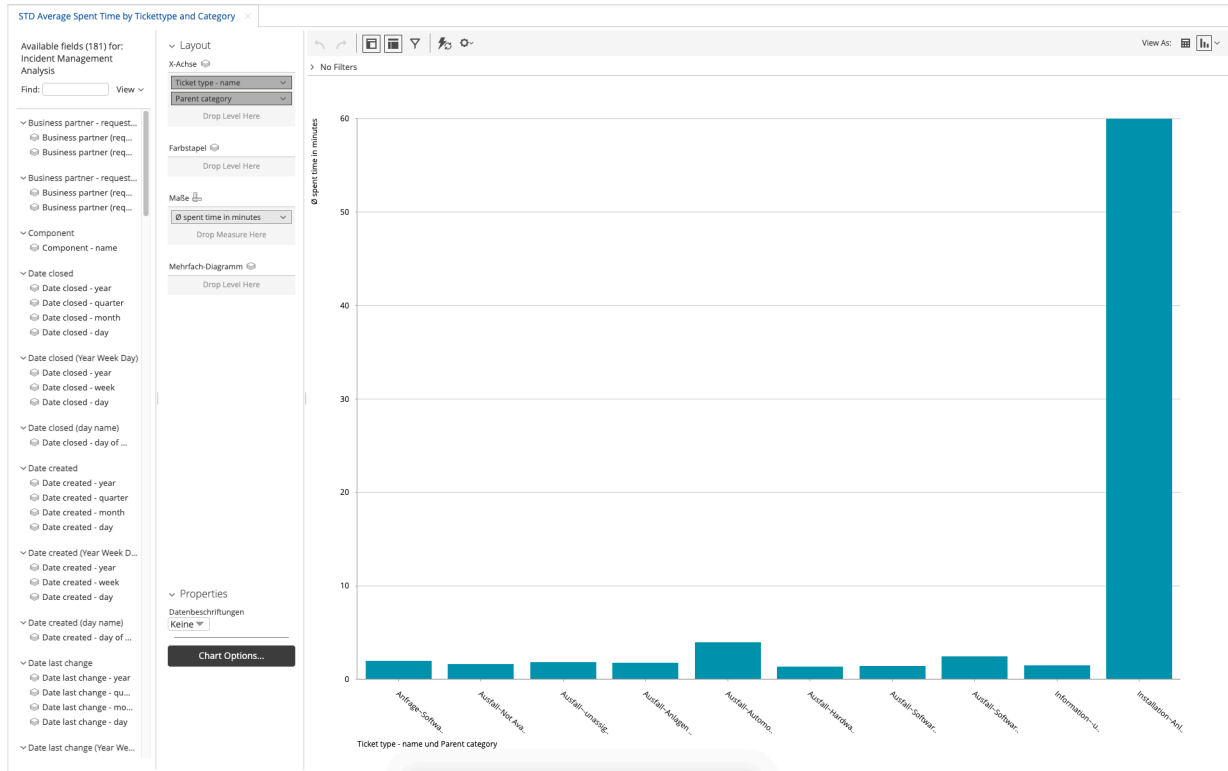 STD Average Spent Time by Tickettype and Category
Available fields (181) for:
Incident Management
Analysis
Find:
View
Business partner - request...
Business partner (req...
Business partner (req...
Business partner - request...
Business partner (req...
Business partner (req...
Component
Component - name
Date closed
Date closed - year
Date closed - quarter
Date closed - month
Date closed - day
Date closed (Year Week Day)
Date closed - year
Date closed - week
Date closed - day
Date closed (day name)
Date closed - day of ...
Date created
Date created - year
Date created - quarter
Date created - month
Date created - day
Date created (Year Week D...
Date created - year
Date created - week
Date created - day
Date created (day name)
Date created - day of ...
Date last change
Date last change - year
Date last change - qu...
Date last change - mo...
Date last change - day
Date last change (Year We...
Layout
X-Achse
Ticket type - name
Parent category
Drop Level Here
Farbstapel
Drop Level Here
Maße
Ø spent time in minutes
Drop Measure Here
Mehrfach-Diagramm
Drop Level Here
Properties
Datenbeschriftungen
Keine
Chart Options...
View As:
No Filters
Ø spent time in minutes
60
50
40
30
20
10
0
Anfrage-Softwa..
Ausfall-Not Ava..
Ausfall--unassig..
Ausfall-Anlagen ..
Ausfall-Automo..
Ausfall-Hardwa..
Ausfall-Softwar..
Ausfall-Softwar..
Information--u..
Installation-Anl..
Ticket type - name und Parent category